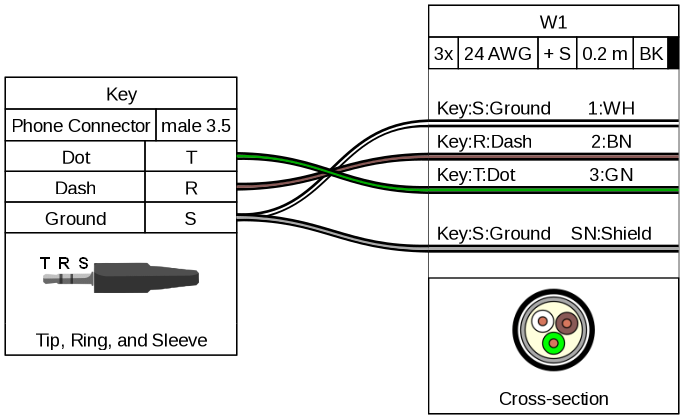 Key
Phone Connector male 3.5
Dot T
Dash R
Ground S
T R S
Tip, Ring, and Sleeve
W1
3x 24 AWG + S 0.2 m BK
Key:S:Ground 1:WH
Key:R:Dash 2:BN
Key:T:Dot 3:GN
Key:S:Ground SN:Shield
Cross-section